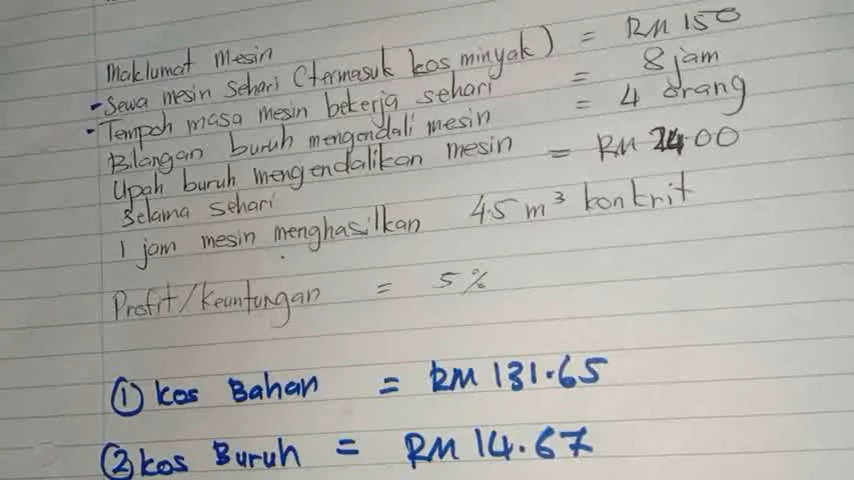 Maklumat mesin
- Sewa mesin sehari (termasuk kos minyak) = RM 150
- Tempoh masa mesin bekerja sehari = 8 jam
Bilangan buruh mengendali mesin = 4 orang
Upah buruh mengendalikan mesin = RM 24.00
selama sehari
1 jam mesin menghasilkan 4.5 m³ konkrit
Profit/Keuntungan = 5%
① Kos Bahan = RM 131.65
② Kos Buruh = RM 14.67